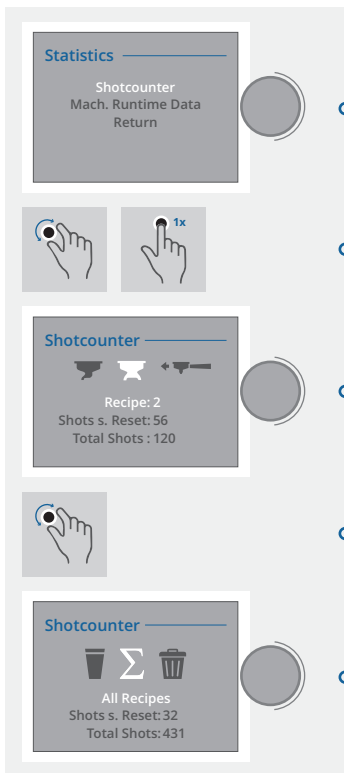 Statistics
Shotcounter
Mach. Runtime Data
Return
1x
Shotcounter
Recipe: 2
Shots s. Reset: 56
Total Shots : 120
Shotcounter
Σ
All Recipes
Shots s. Reset: 32
Total Shots: 431